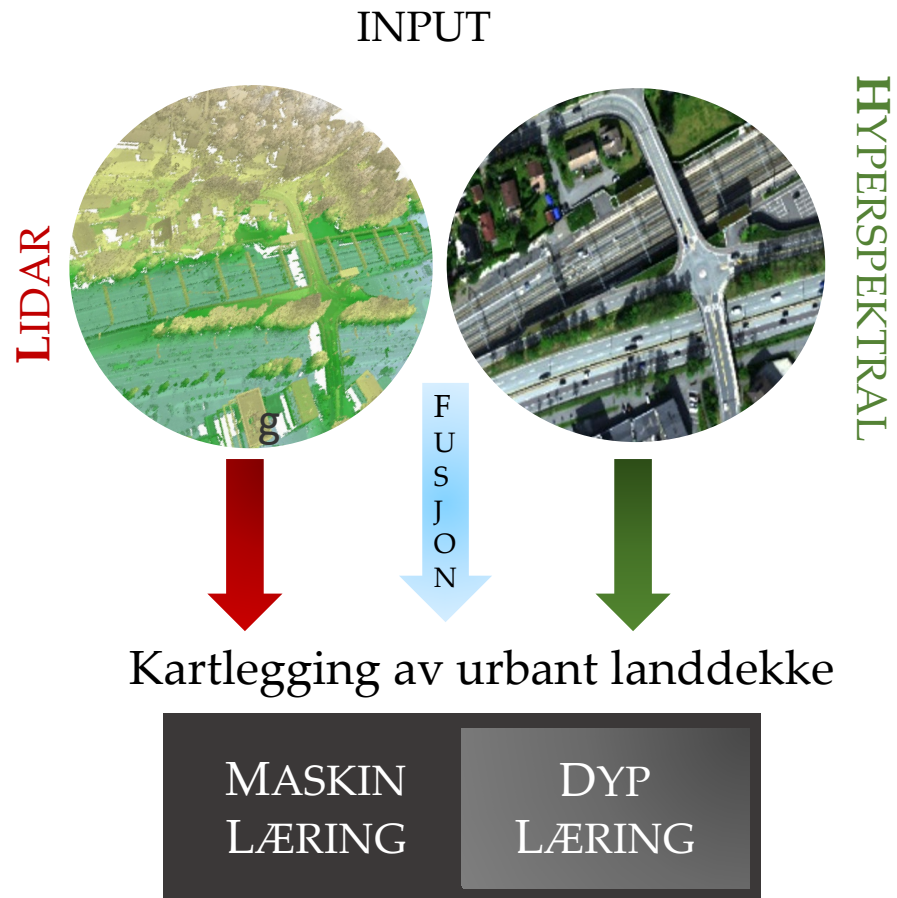 INPUT
LIDAR
HYPERSPEKTRAL
g
FUSJON
Kartlegging av urbant landdekke
MASKIN
LÆRING
DYP
LÆRING